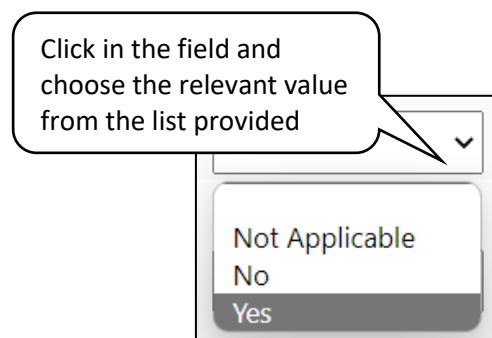 Click in the field and
choose the relevant value
from the list provided
Not Applicable
No
Yes